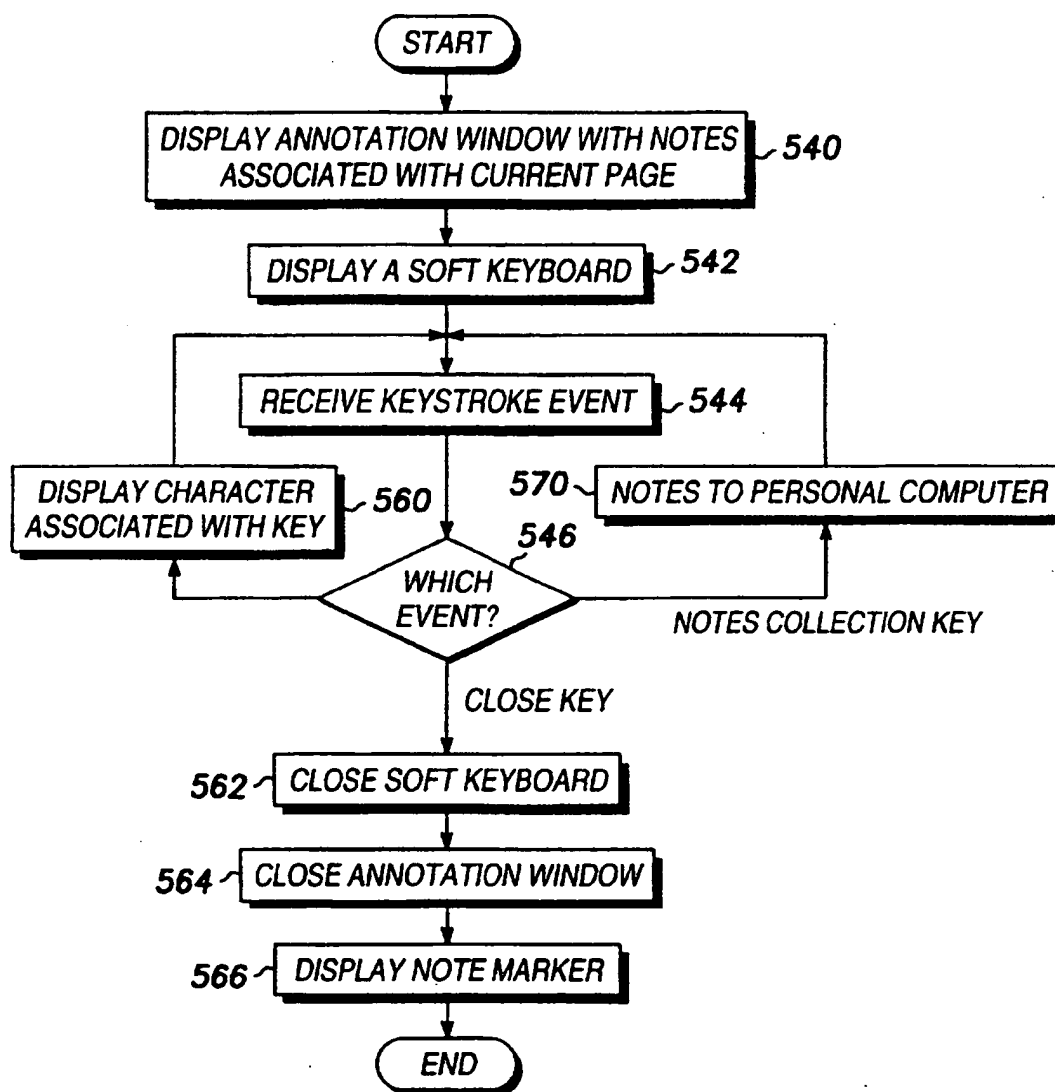 START
DISPLAY ANNOTATION WINDOW WITH NOTES
ASSOCIATED WITH CURRENT PAGE
540
DISPLAY A SOFT KEYBOARD
542
RECEIVE KEYSTROKE EVENT
544
DISPLAY CHARACTER
ASSOCIATED WITH KEY
560
570
NOTES TO PERSONAL COMPUTER
546
WHICH
EVENT?
NOTES COLLECTION KEY
CLOSE KEY
562
CLOSE SOFT KEYBOARD
564
CLOSE ANNOTATION WINDOW
566
DISPLAY NOTE MARKER
END